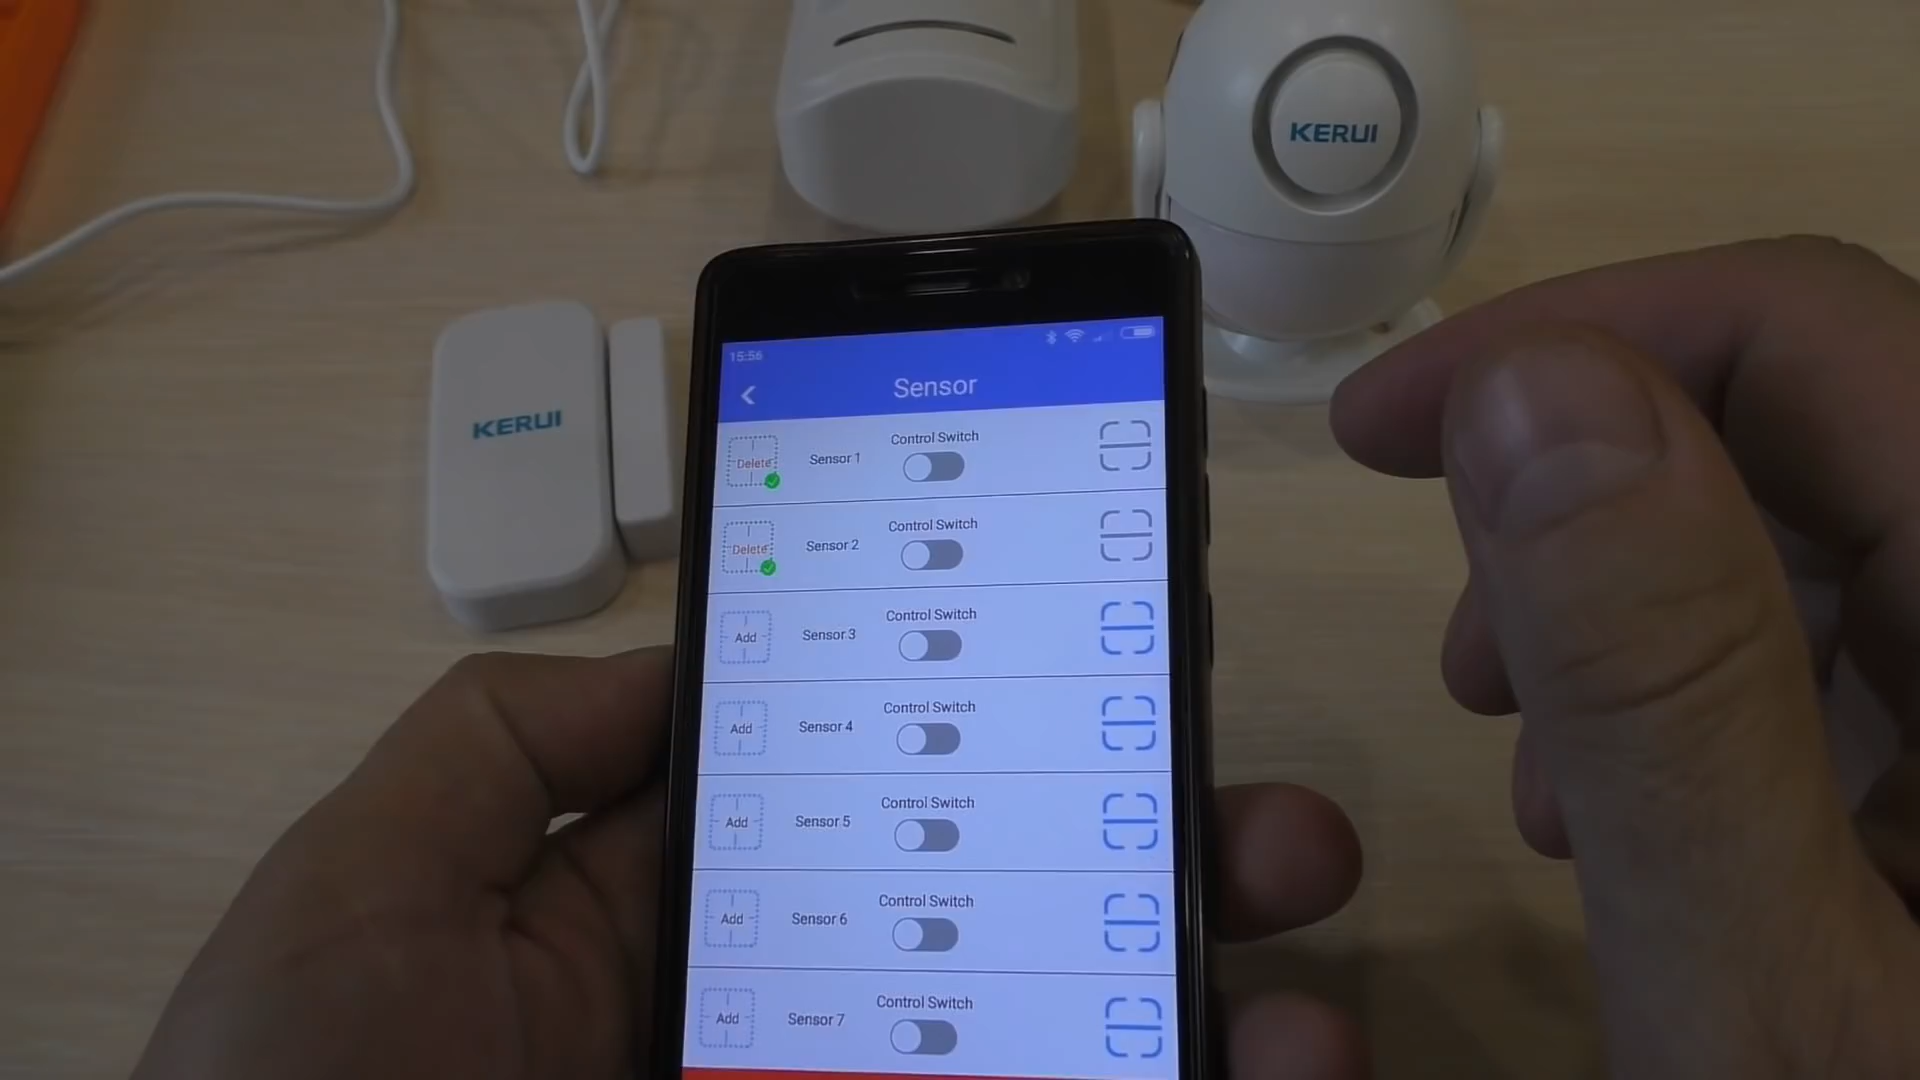 KERUI
KERUI
15:56
Sensor
Delete
Sensor 1
Control Switch
Delete
Sensor 2
Control Switch
Add
Sensor 3
Control Switch
Add
Sensor 4
Control Switch
Add
Sensor 5
Control Switch
Add
Sensor 6
Control Switch
Add
Sensor 7
Control Switch